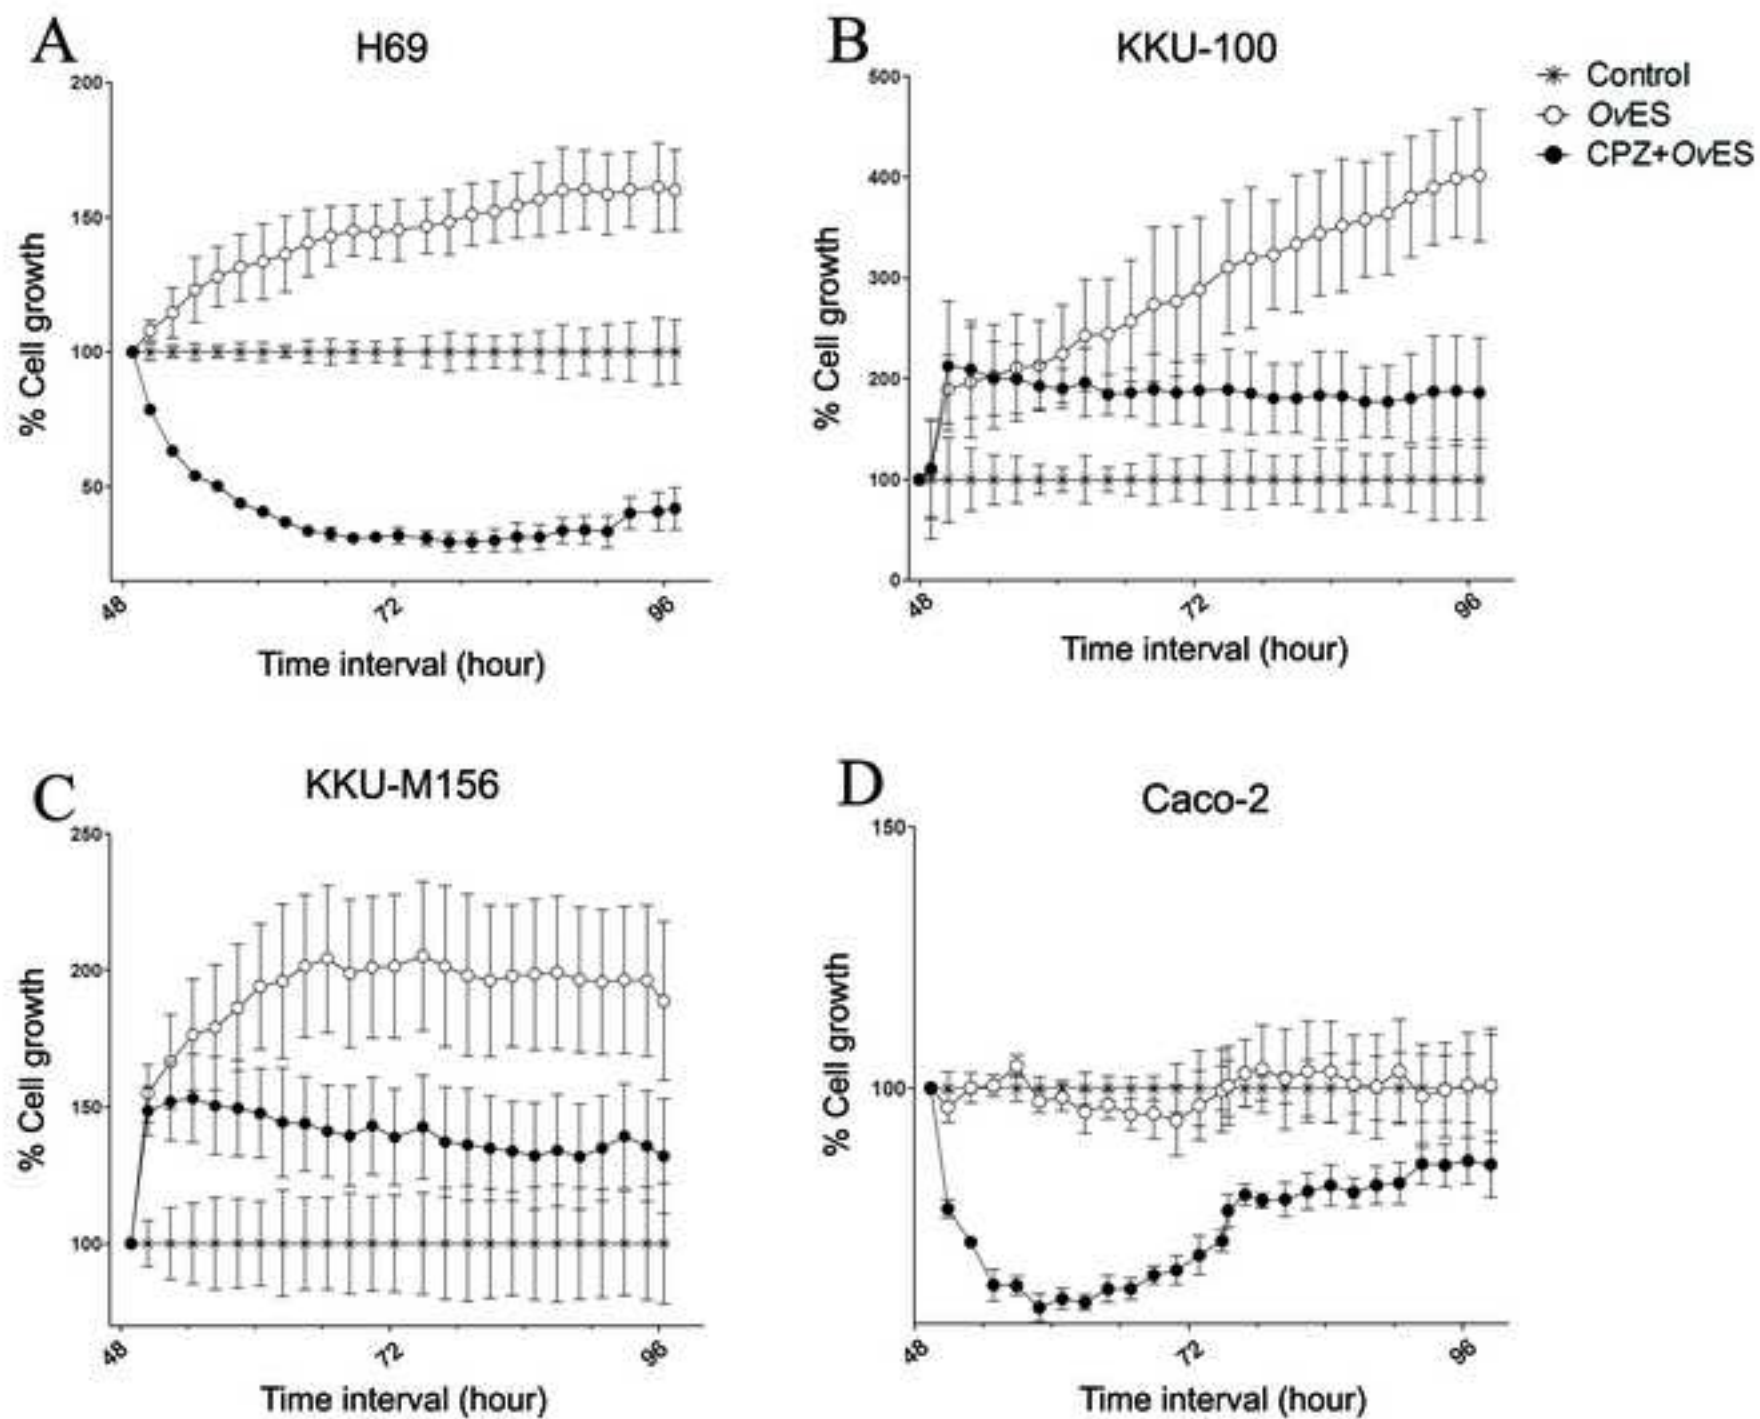 A
H69
200
150
100
50
% Cell growth
48
72
96
Time interval (hour)
B
KKU-100
500
400
300
200
100
0
% Cell growth
48
72
96
Time interval (hour)
Control
OvES
CPZ+OvES
C
KKU-M156
250
200
150
100
% Cell growth
48
72
96
Time interval (hour)
D
Caco-2
150
100
% Cell growth
48
72
96
Time interval (hour)